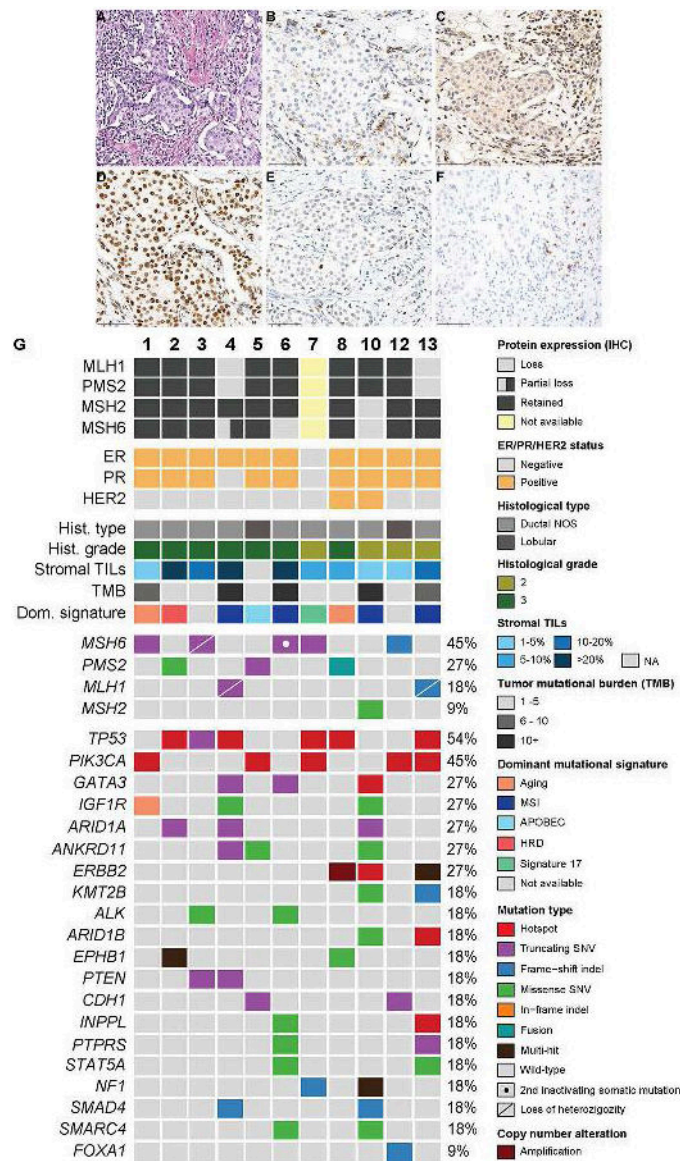 A
B
C
D
E
F
G
1 2 3 4 5 6 7 8 10 12 13
MLH1
PMS2
MSH2
MSH6
ER
PR
HER2
Hist. type
Hist. grade
Stromal TILs
TMB
Dom. signature
MSH6 45%
PMS2 27%
MLH1 18%
MSH2 9%
TP53 54%
PIK3CA 45%
GATA3 27%
IGF1R 27%
ARID1A 27%
ANKRD11 27%
ERBB2 27%
KMT2B 18%
ALK 18%
ARID1B 18%
EPHB1 18%
PTEN 18%
CDH1 18%
INPPL 18%
PTPRS 18%
STAT5A 18%
NF1 18%
SMAD4 18%
SMARC4 18%
FOXA1 9%
Protein expression (IHC)
Loss
Partial loss
Retained
Not available
ER/PR/HER2 status
Negative
Positive
Histological type
Ductal NOS
Lobular
Histological grade
2
3
Stromal TILs
1-5% 10-20%
5-10% >20% NA
Tumor mutational burden (TMB)
1 -5
6 - 10
10+
Dominant mutational signature
Aging
MSI
APOBEC
HRD
Signature 17
Not available
Mutation type
Hotspot
Truncating SNV
Frame-shift indel
Missense SNV
In-frame indel
Fusion
Multi-hit
Wild-type
2nd Inactivating somatic mutation
Loss of heterozigozity
Copy number alteration
Amplification